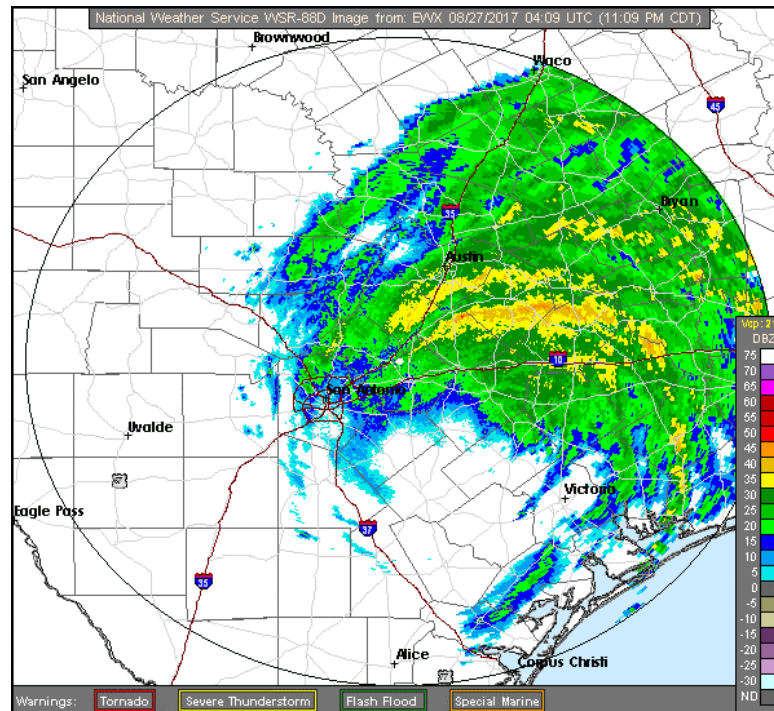 National Weather Service WSR-88D Image from: EWX 08/27/2017 04:09 UTC (11:09 PM CDT)
Brownwood
San Angelo
Waco
45
35
Bryan
Austin
Vcp: 2
DBZ
75
70
65
60
55
50
45
40
35
30
25
20
15
10
5
0
-5
-10
-15
-20
-25
-30
ND
10
San Antonio
Uvalde
57
Eagle Pass
Victoria
37
35
Alice
Corpus Christi
Warnings: Tornado Severe Thunderstorm Flash Flood Special Marine